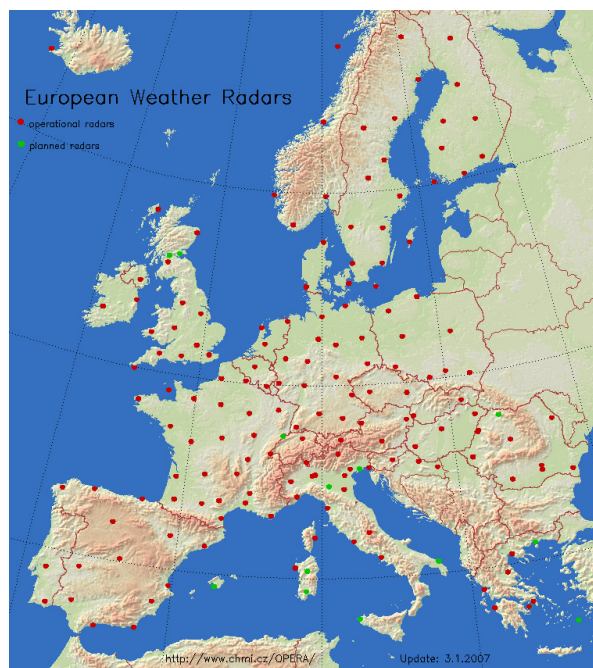 European Weather Radars
operational radars
planned radars
http://www.chmi.cz/OPERA/
Update: 3.1.2007